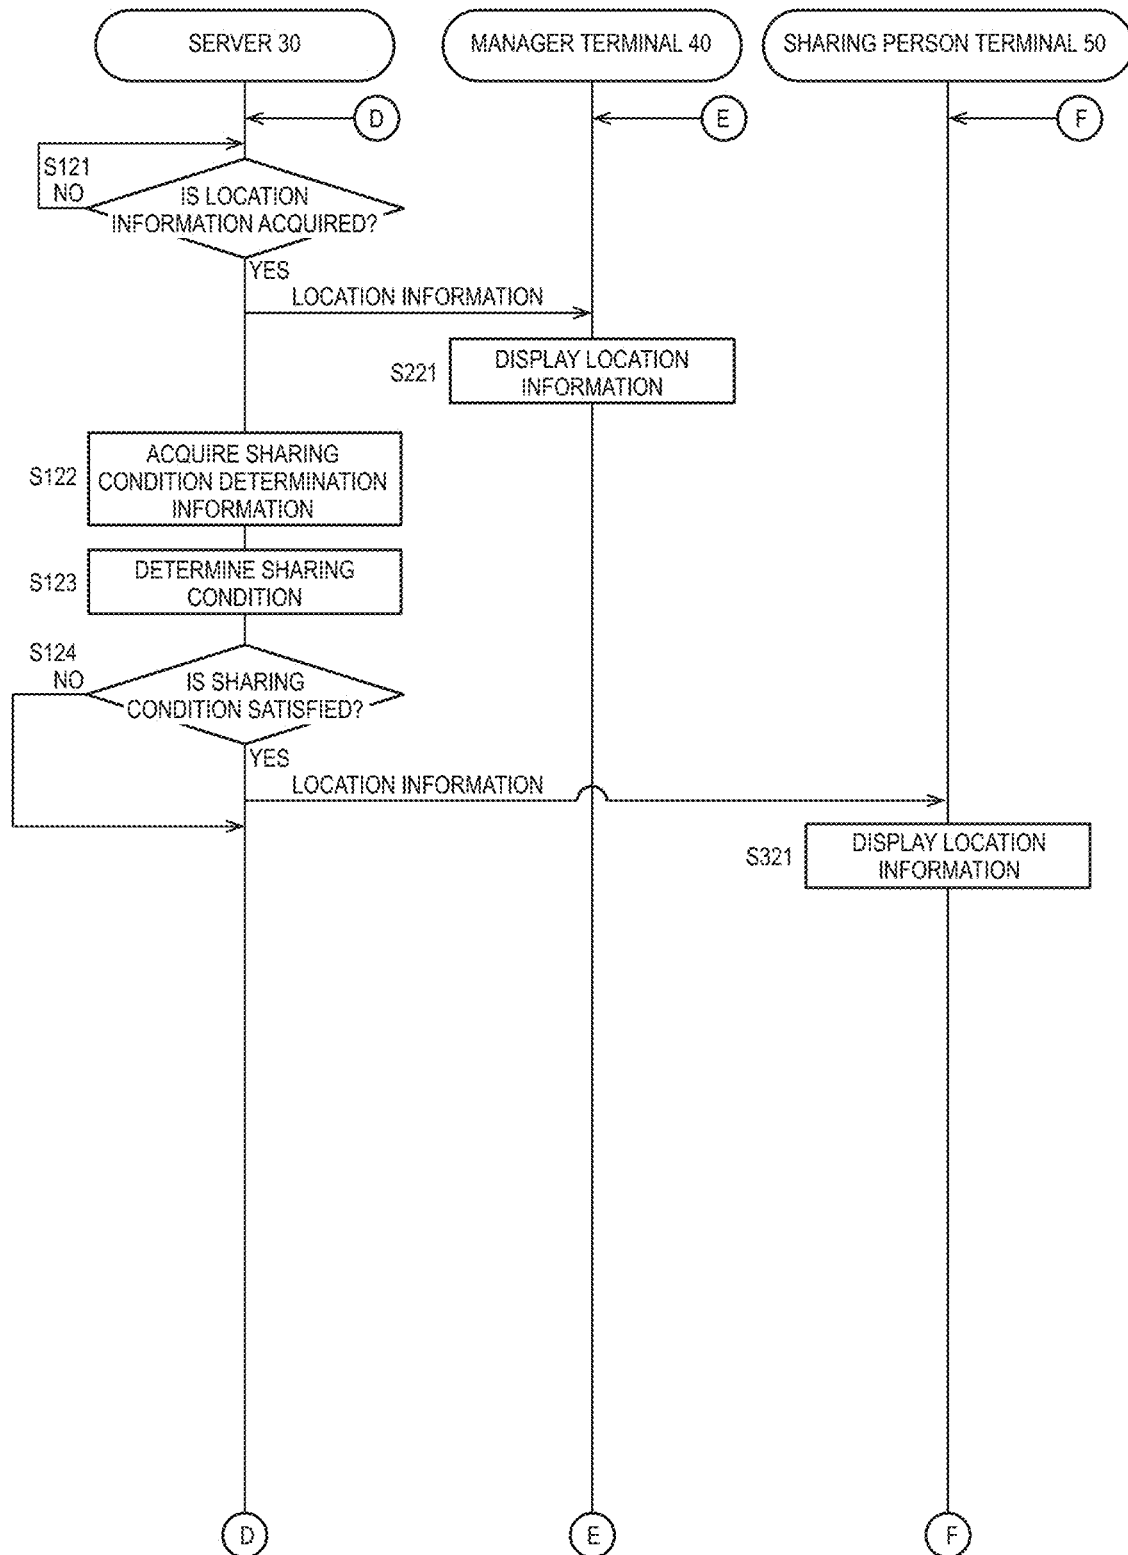 SERVER 30
MANAGER TERMINAL 40
SHARING PERSON TERMINAL 50
D
E
F
S121
NO
IS LOCATION
INFORMATION ACQUIRED?
YES
LOCATION INFORMATION
S221
DISPLAY LOCATION
INFORMATION
S122
ACQUIRE SHARING
CONDITION DETERMINATION
INFORMATION
S123
DETERMINE SHARING
CONDITION
S124
NO
IS SHARING
CONDITION SATISFIED?
YES
LOCATION INFORMATION
S321
DISPLAY LOCATION
INFORMATION
D
E
F